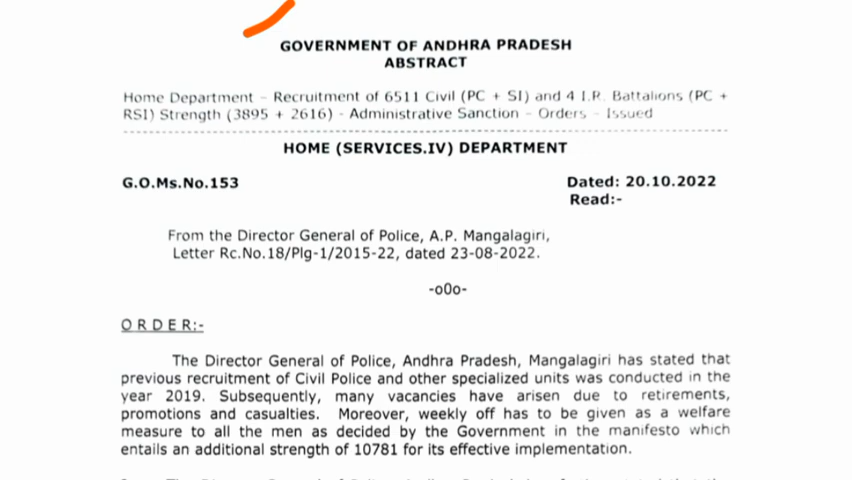 GOVERNMENT OF ANDHRA PRADESH
ABSTRACT
Home Department – Recruitment of 6511 Civil (PC + SI) and 4 I.R. Battalions (PC +
RSI) Strength (3895 + 2616) - Administrative Sanction – Orders – Issued
HOME (SERVICES.IV) DEPARTMENT
G.O.Ms.No.153
Dated: 20.10.2022
Read:-
From the Director General of Police, A.P. Mangalagiri,
Letter Rc.No.18/Plg-1/2015-22, dated 23-08-2022.
-o0o-
O R D E R:-
The Director General of Police, Andhra Pradesh, Mangalagiri has stated that
previous recruitment of Civil Police and other specialized units was conducted in the
year 2019. Subsequently, many vacancies have arisen due to retirements,
promotions and casualties. Moreover, weekly off has to be given as a welfare
measure to all the men as decided by the Government in the manifesto which
entails an additional strength of 10781 for its effective implementation.